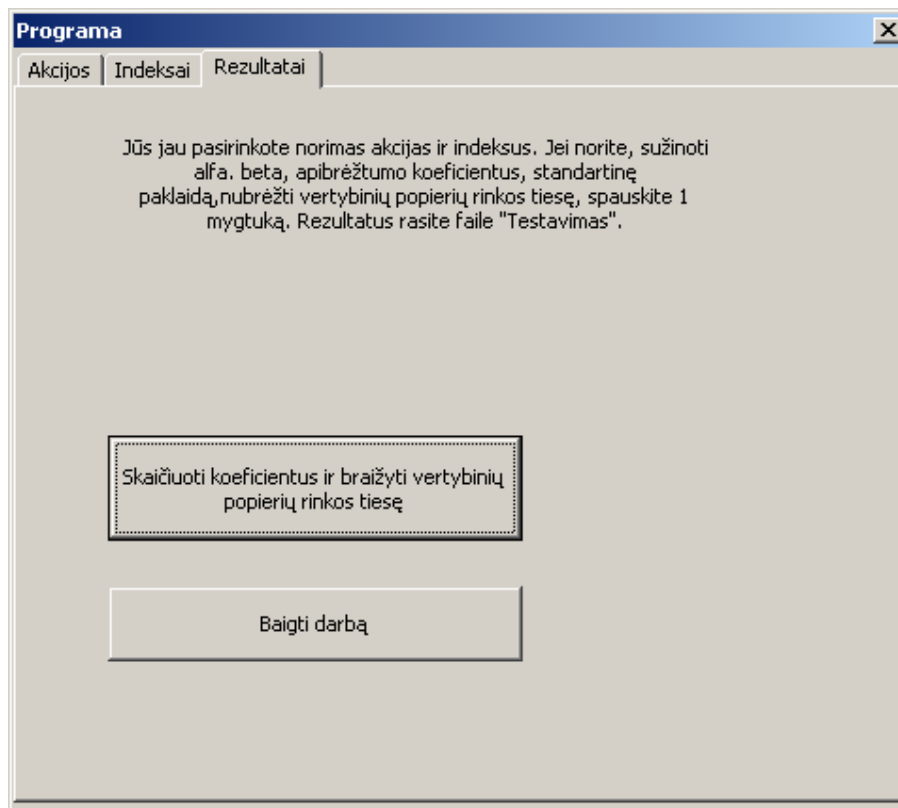 Programa
Akcijos Indeksai Rezultatai
Jūs jau pasirinkote norimas akcijas ir indeksus. Jei norite, sužinoti
alfa. beta, apibrėžtumo koeficientus, standartinę
paklaidą,nubrėžti vertybinių popierių rinkos tiesę, spauskite 1
mygtuką. Rezultatus rasite faile "Testavimas".
Skaičiuoti koeficientus ir braižyti vertybinių
popierių rinkos tiesę
Baigti darbą